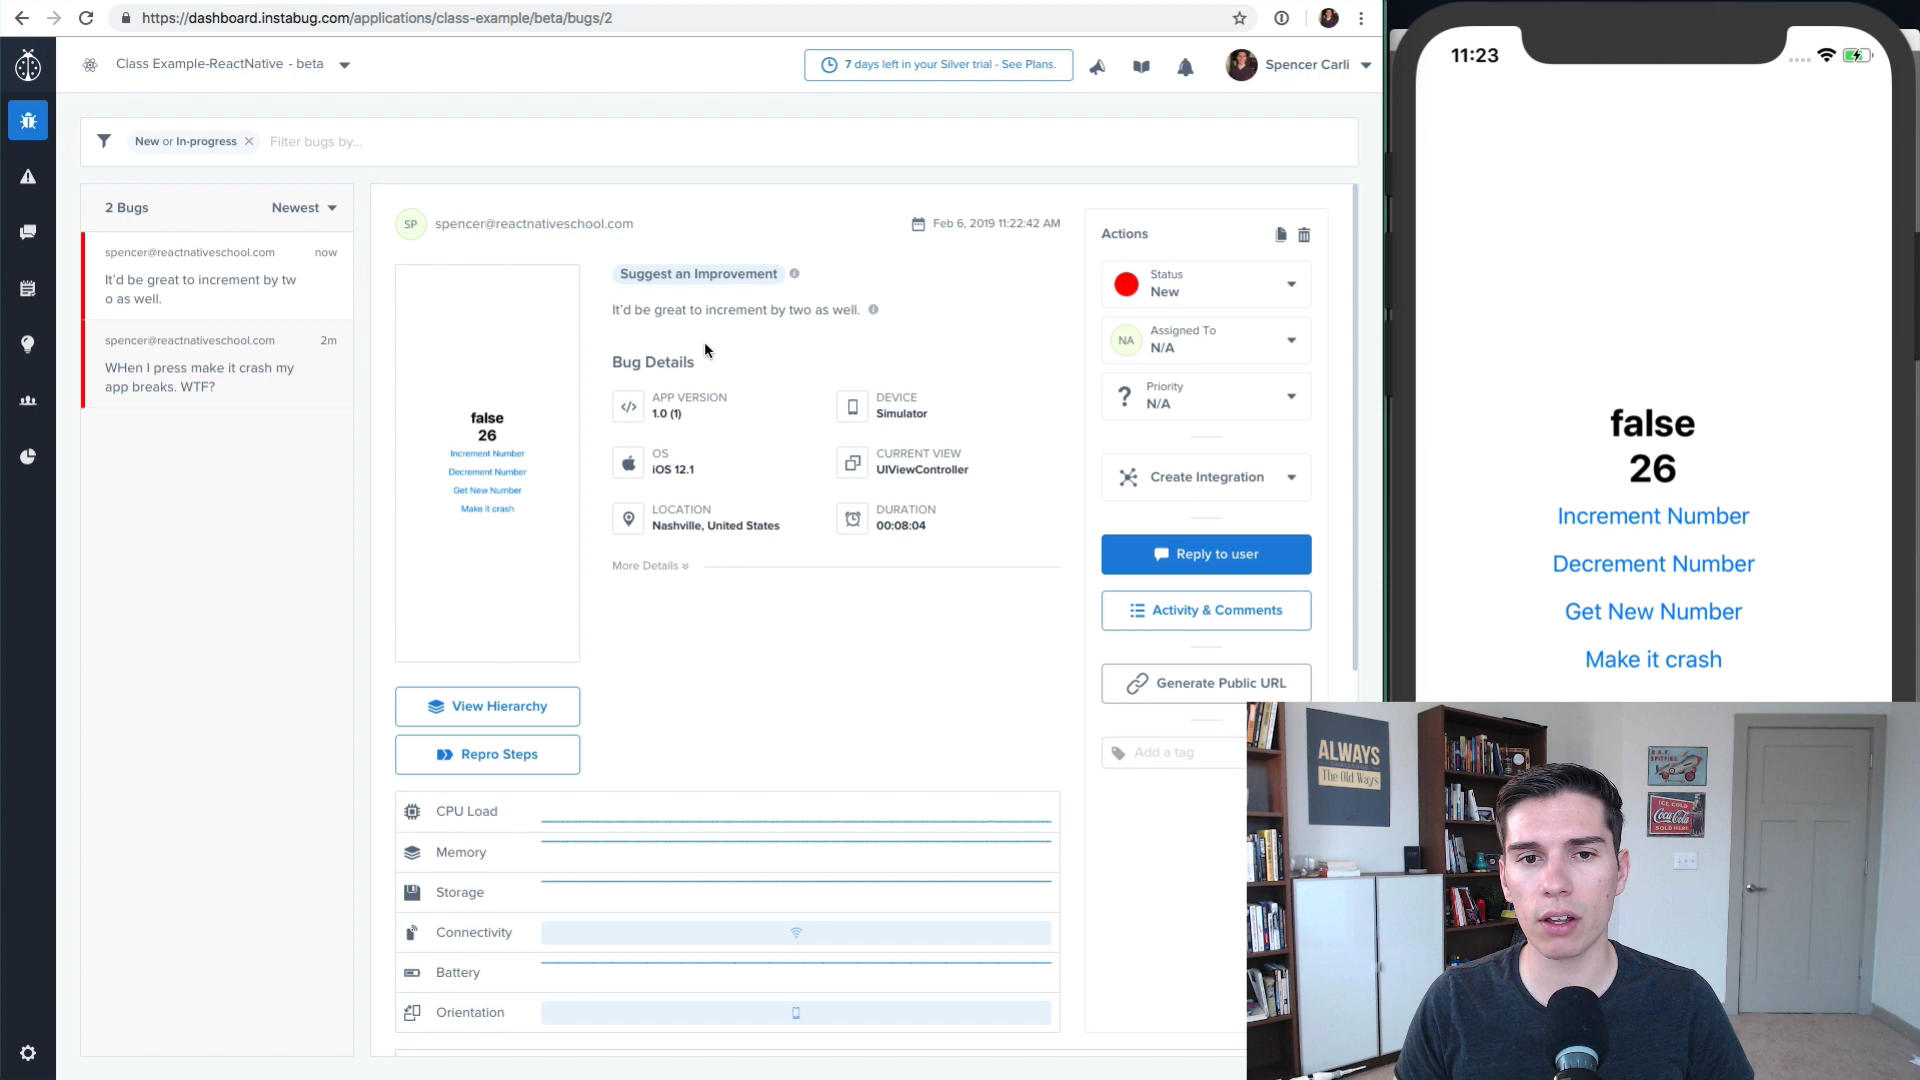 https://dashboard.instabug.com/applications/class-example/beta/bugs/2
Class Example-ReactNative - beta
7 days left in your Silver trial - See Plans.
Spencer Carli
New or In-progress
Filter bugs by...
2 Bugs
Newest
spencer@reactnativeschool.com
now
It'd be great to increment by tw
o as well.
spencer@reactnativeschool.com
2m
WHen I press make it crash my
app breaks. WTF?
SP
spencer@reactnativeschool.com
Feb 6, 2019 11:22:42 AM
false
26
Increment Number
Decrement Number
Get New Number
Make it crash
View Hierarchy
Repro Steps
Suggest an Improvement
It'd be great to increment by two as well.
Bug Details
APP VERSION
1.0 (1)
DEVICE
Simulator
OS
iOS 12.1
CURRENT VIEW
UIViewController
LOCATION
Nashville, United States
DURATION
00:08:04
More Details
CPU Load
Memory
Storage
Connectivity
Battery
Orientation
Actions
Status
New
NA
Assigned To
N/A
?
Priority
N/A
Create Integration
Reply to user
Activity & Comments
Generate Public URL
Add a tag
11:23
false
26
Increment Number
Decrement Number
Get New Number
Make it crash
ALWAYS
The Old Ways
SPITFIRE
ICE COLD
Coca-Cola
SOLD HERE